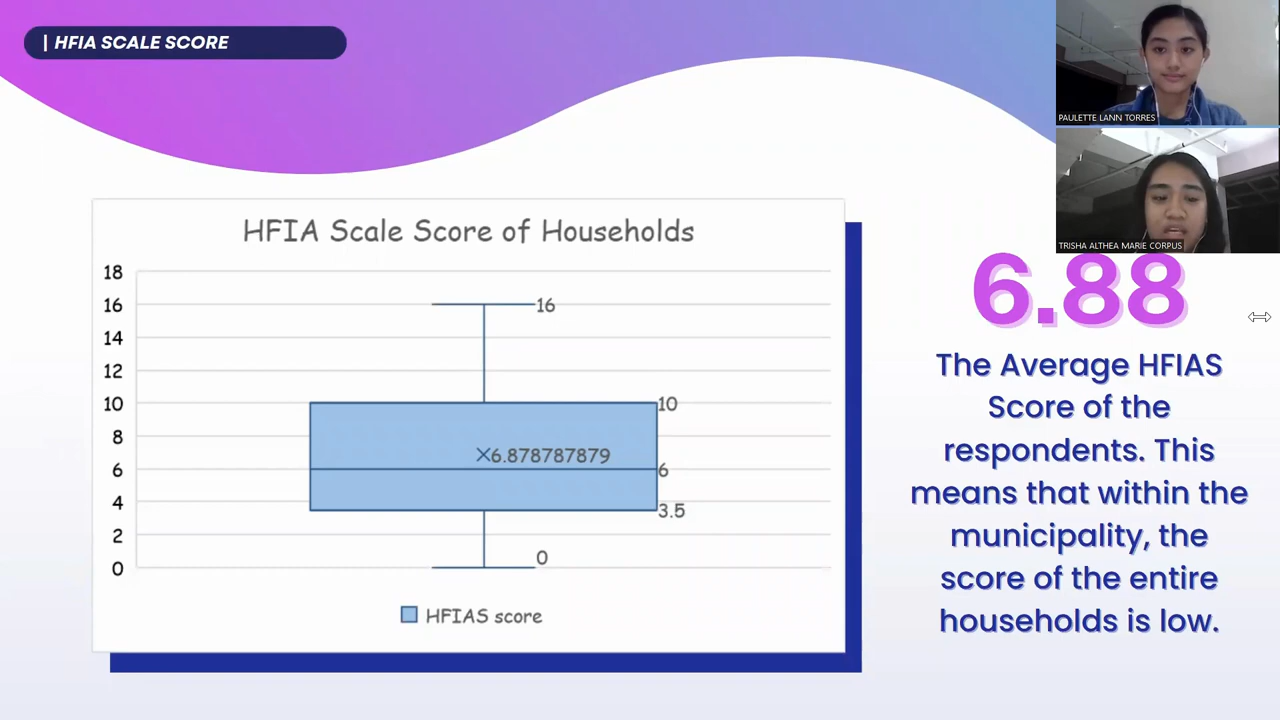 | HFIA SCALE SCORE
PAULETTE LANN TORRES
TRISHA ALTHEA MARIE CORPUS
HFIA Scale Score of Households
18
16
14
12
10
8
6
4
2
0
16
10
6.878787879
6
3.5
0
HFIAS score
6.88
The Average HFIAS
Score of the
respondents. This
means that within the
municipality, the
score of the entire
households is low.